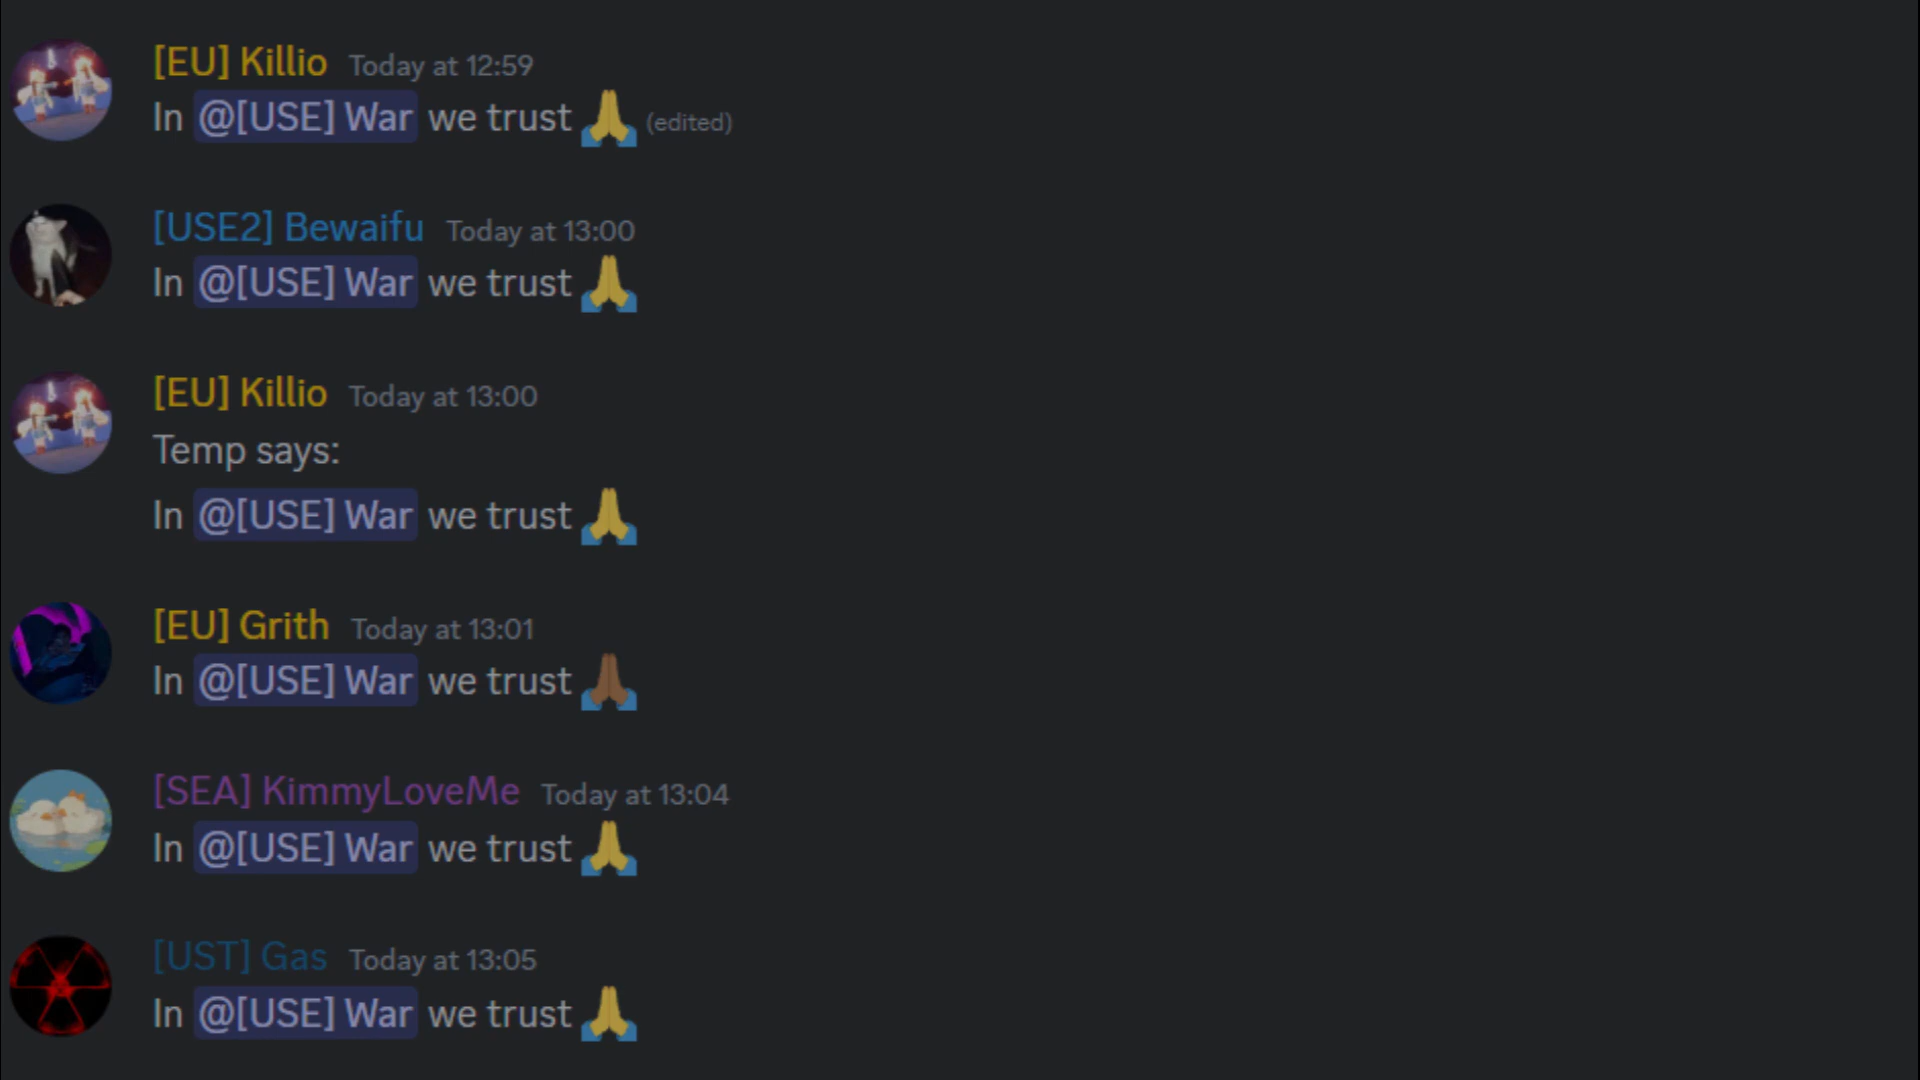 [EU] Killio Today at 12:59
In @[USE] War we trust 🙏 (edited)
[USE2] Bewaifu Today at 13:00
In @[USE] War we trust 🙏
[EU] Killio Today at 13:00
Temp says:
In @[USE] War we trust 🙏
[EU] Grith Today at 13:01
In @[USE] War we trust 🙏🏾
[SEA] KimmyLoveMe Today at 13:04
In @[USE] War we trust 🙏
[UST] Gas Today at 13:05
In @[USE] War we trust 🙏